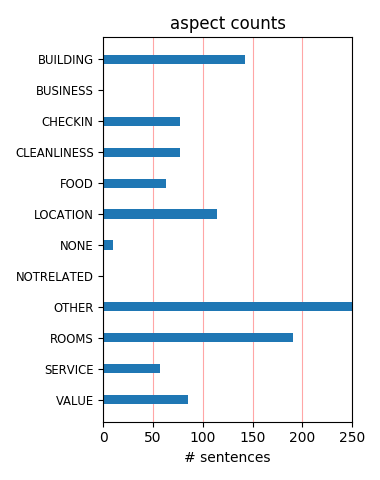 aspect counts
BUILDING
BUSINESS
CHECKIN
CLEANLINESS
FOOD
LOCATION
NONE
NOTRELATED
OTHER
ROOMS
SERVICE
VALUE
0 50 100 150 200 250
# sentences